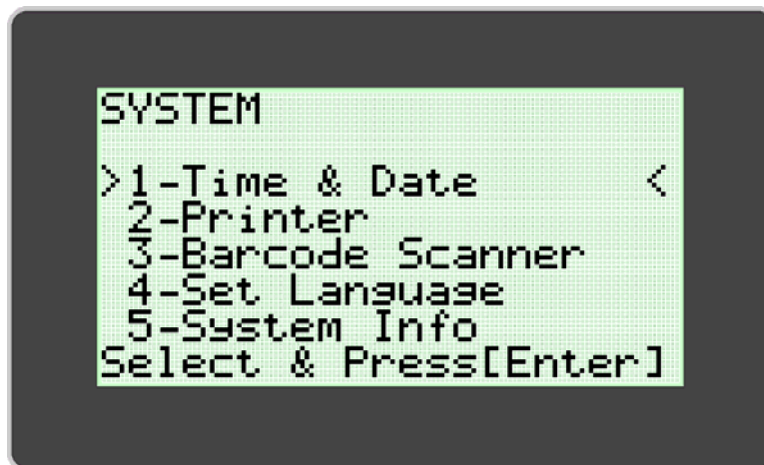 SYSTEM
>1-Time & Date <
2-Printer
3-Barcode Scanner
4-Set Language
5-System Info
Select & Press[Enter]